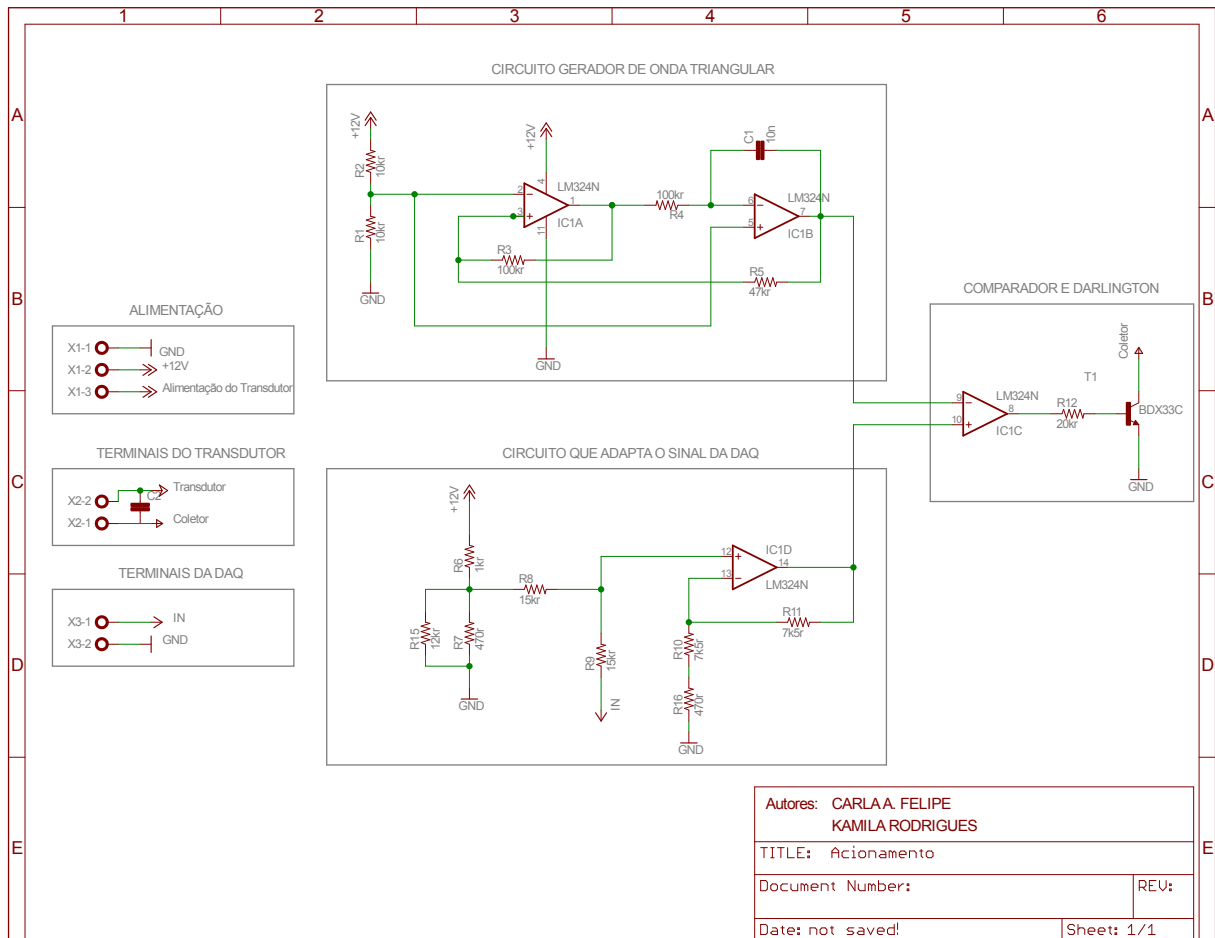 1 2 3 4 5 6
A A
B B
C C
D D
E E
CIRCUITO GERADOR DE ONDA TRIANGULAR
+12V
R2
10kr
R1
10kr
GND
+12V
4
2
3
1
11
LM324N
IC1A
R3
100kr
GND
100kr
R4
C1
10n
6
5
7
LM324N
IC1B
R5
47kr
ALIMENTAÇÃO
X1-1 GND
X1-2 +12V
X1-3 Alimentação do Transdutor
TERMINAIS DO TRANSDUTOR
X2-2 Transdutor
C2
X2-1 Coletor
TERMINAIS DA DAQ
X3-1 IN
X3-2 GND
CIRCUITO QUE ADAPTA O SINAL DA DAQ
+12V
R6
1kr
R15
12kr
R7
470r
GND
R8
15kr
R9
15kr
IN
12
13
14
IC1D
LM324N
R11
7k5r
R10
7k5r
R16
470r
GND
COMPARADOR E DARLINGTON
9
10
8
LM324N
IC1C
R12
20kr
T1
Coletor
BDX33C
GND
Autores: CARLA A. FELIPE
KAMILA RODRIGUES
TITLE: Acionamento
Document Number: REV:
Date: not saved! Sheet: 1/1